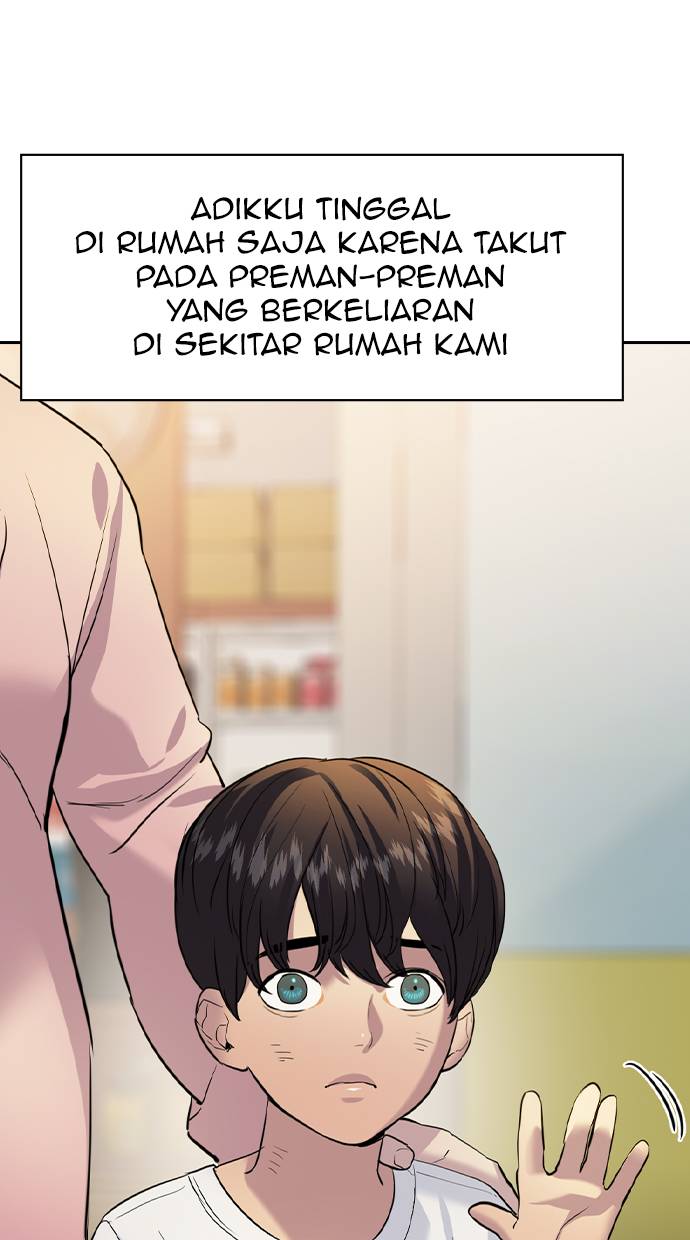 ADIKKU TINGGAL
DI RUMAH SAJA KARENA TAKUT
PADA PREMAN-PREMAN
YANG BERKELIARAN
DI SEKITAR RUMAH KAMI